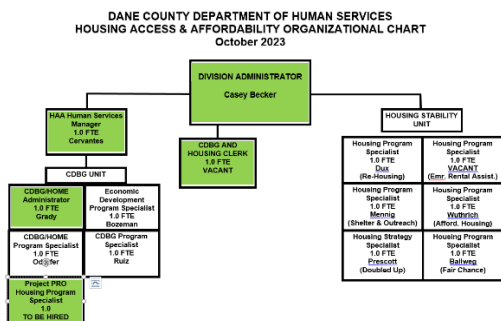 DANE COUNTY DEPARTMENT OF HUMAN SERVICES
HOUSING ACCESS & AFFORDABILITY ORGANIZATIONAL CHART
October 2023
DIVISION ADMINISTRATOR
Casey Becker
HAA Human Services
Manager
1.0 FTE
Cervantes
CDBG AND
HOUSING CLERK
1.0 FTE
VACANT
HOUSING STABILITY
UNIT
CDBG UNIT
CDBG/HOME
Administrator
1.0 FTE
Grady
Economic
Development
Program Specialist
1.0 FTE
Bozeman
CDBG/HOME
Program Specialist
1.0 FTE
CDBG Program
Specialist
1.0 FTE
Ruiz
Project PRO
Housing Program
Specialist
1.0
TO BE HIRED
Housing Program
Specialist
1.0 FTE
Dux
(Re-Housing)
Housing Program
Specialist
1.0 FTE
VACANT
(Emr. Rental Assist.)
Housing Program
Specialist
1.0 FTE
Mennig
(Shelter & Outreach)
Housing Program
Specialist
1.0 FTE
Wuthrich
(Afford. Housing)
Housing Strategy
Specialist
1.0 FTE
Prescott
(Doubled Up)
Housing Program
Specialist
1.0 FTE
Ballweg
(Fair Chance)